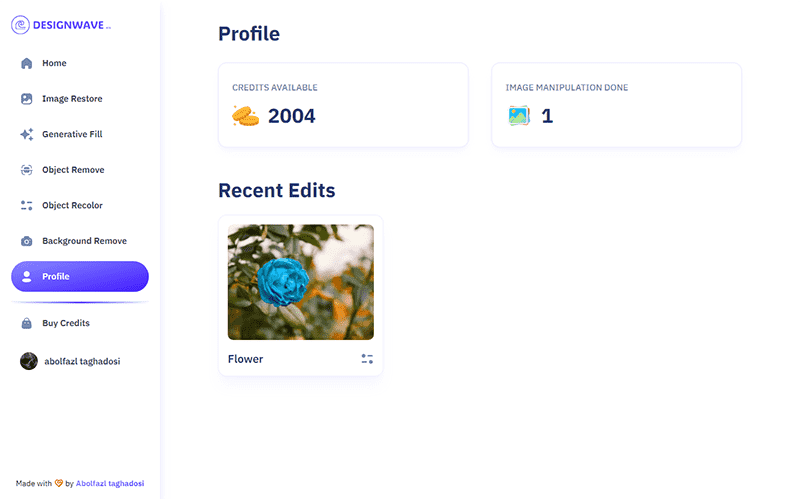 DESIGNWAVE
Home
Image Restore
Generative Fill
Object Remove
Object Recolor
Background Remove
Profile
Buy Credits
abolfazl taghadosi
Made with 🧡 by Abolfazl taghadosi
Profile
CREDITS AVAILABLE
2004
IMAGE MANIPULATION DONE
1
Recent Edits
Flower